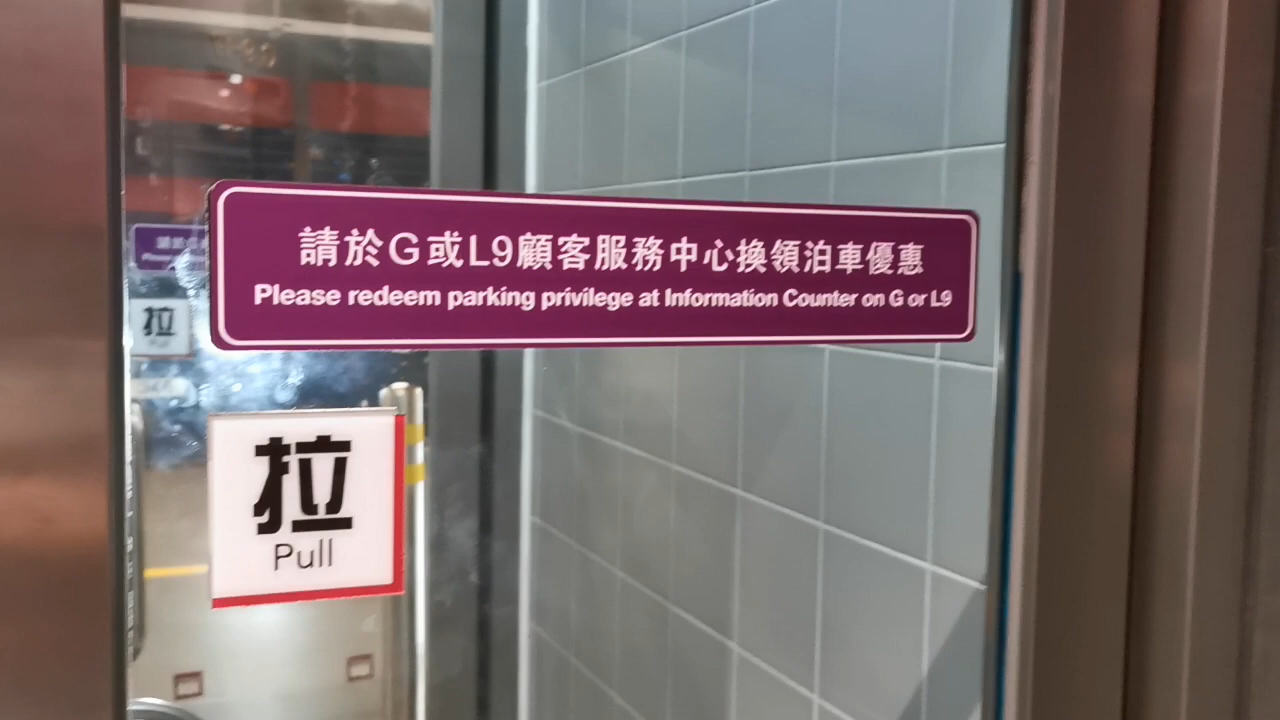 請於G或L9顧客服務中心換領泊車優惠
Please redeem parking privilege at Information Counter on G or L9
拉
拉
Pull